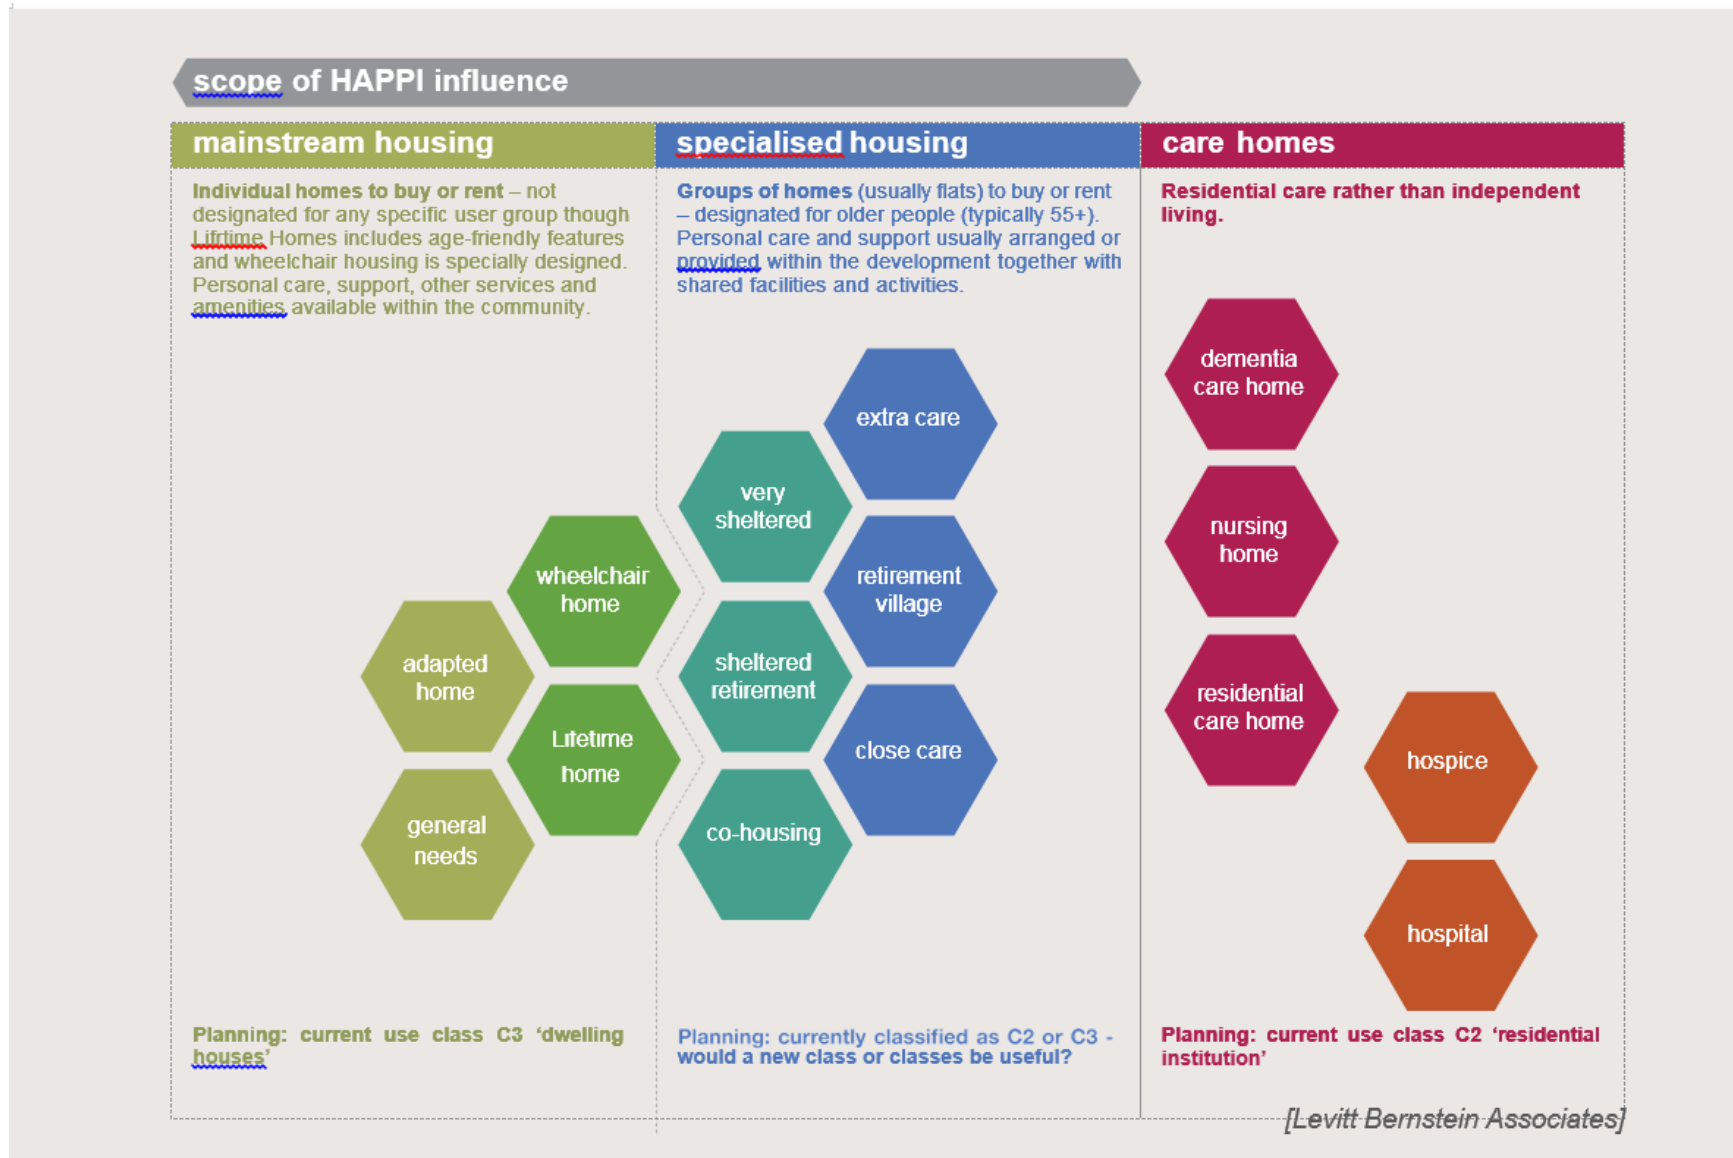 scope of HAPPI influence
mainstream housing
Individual homes to buy or rent – not
designated for any specific user group though
Lifrtime Homes includes age-friendly features
and wheelchair housing is specially designed.
Personal care, support, other services and
amenities available within the community.
wheelchair
home
adapted
home
Lifetime
home
general
needs
Planning: current use class C3 ‘dwelling
houses’
specialised housing
Groups of homes (usually flats) to buy or rent
– designated for older people (typically 55+).
Personal care and support usually arranged or
provided within the development together with
shared facilities and activities.
extra care
very
sheltered
retirement
village
sheltered
retirement
close care
co-housing
Planning: currently classified as C2 or C3 -
would a new class or classes be useful?
care homes
Residential care rather than independent
living.
dementia
care home
nursing
home
residential
care home
hospice
hospital
Planning: current use class C2 ‘residential
institution’
[Levitt Bernstein Associates]